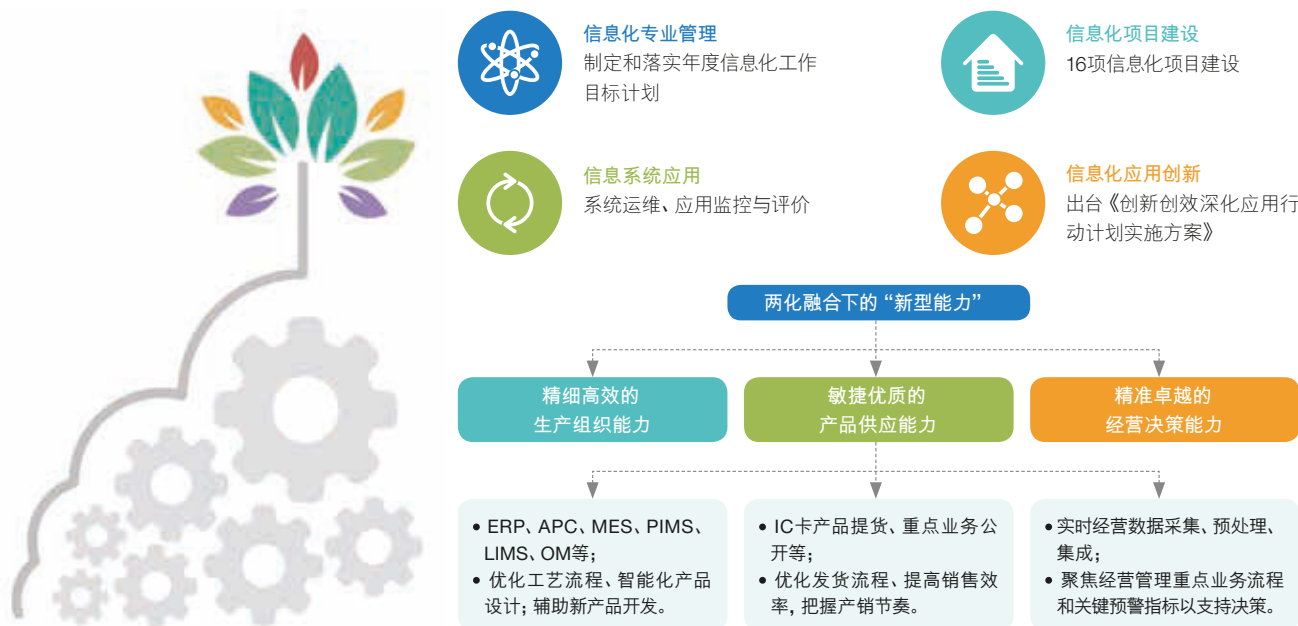 信息化专业管理
制定和落实年度信息化工作
目标计划
信息化项目建设
16项信息化项目建设
信息系统应用
系统运维、应用监控与评价
信息化应用创新
出台《创新创效深化应用行
动计划实施方案》
两化融合下的“新型能力”
精细高效的
生产组织能力
敏捷优质的
产品供应能力
精准卓越的
经营决策能力
• ERP、APC、MES、PIMS、
LIMS、OM等;
• 优化工艺流程、智能化产品
设计; 辅助新产品开发。
• IC卡产品提货、重点业务公
开等;
• 优化发货流程、提高销售效
率, 把握产销节奏。
• 实时经营数据采集、预处理、
集成;
• 聚焦经营管理重点业务流程
和关键预警指标以支持决策。